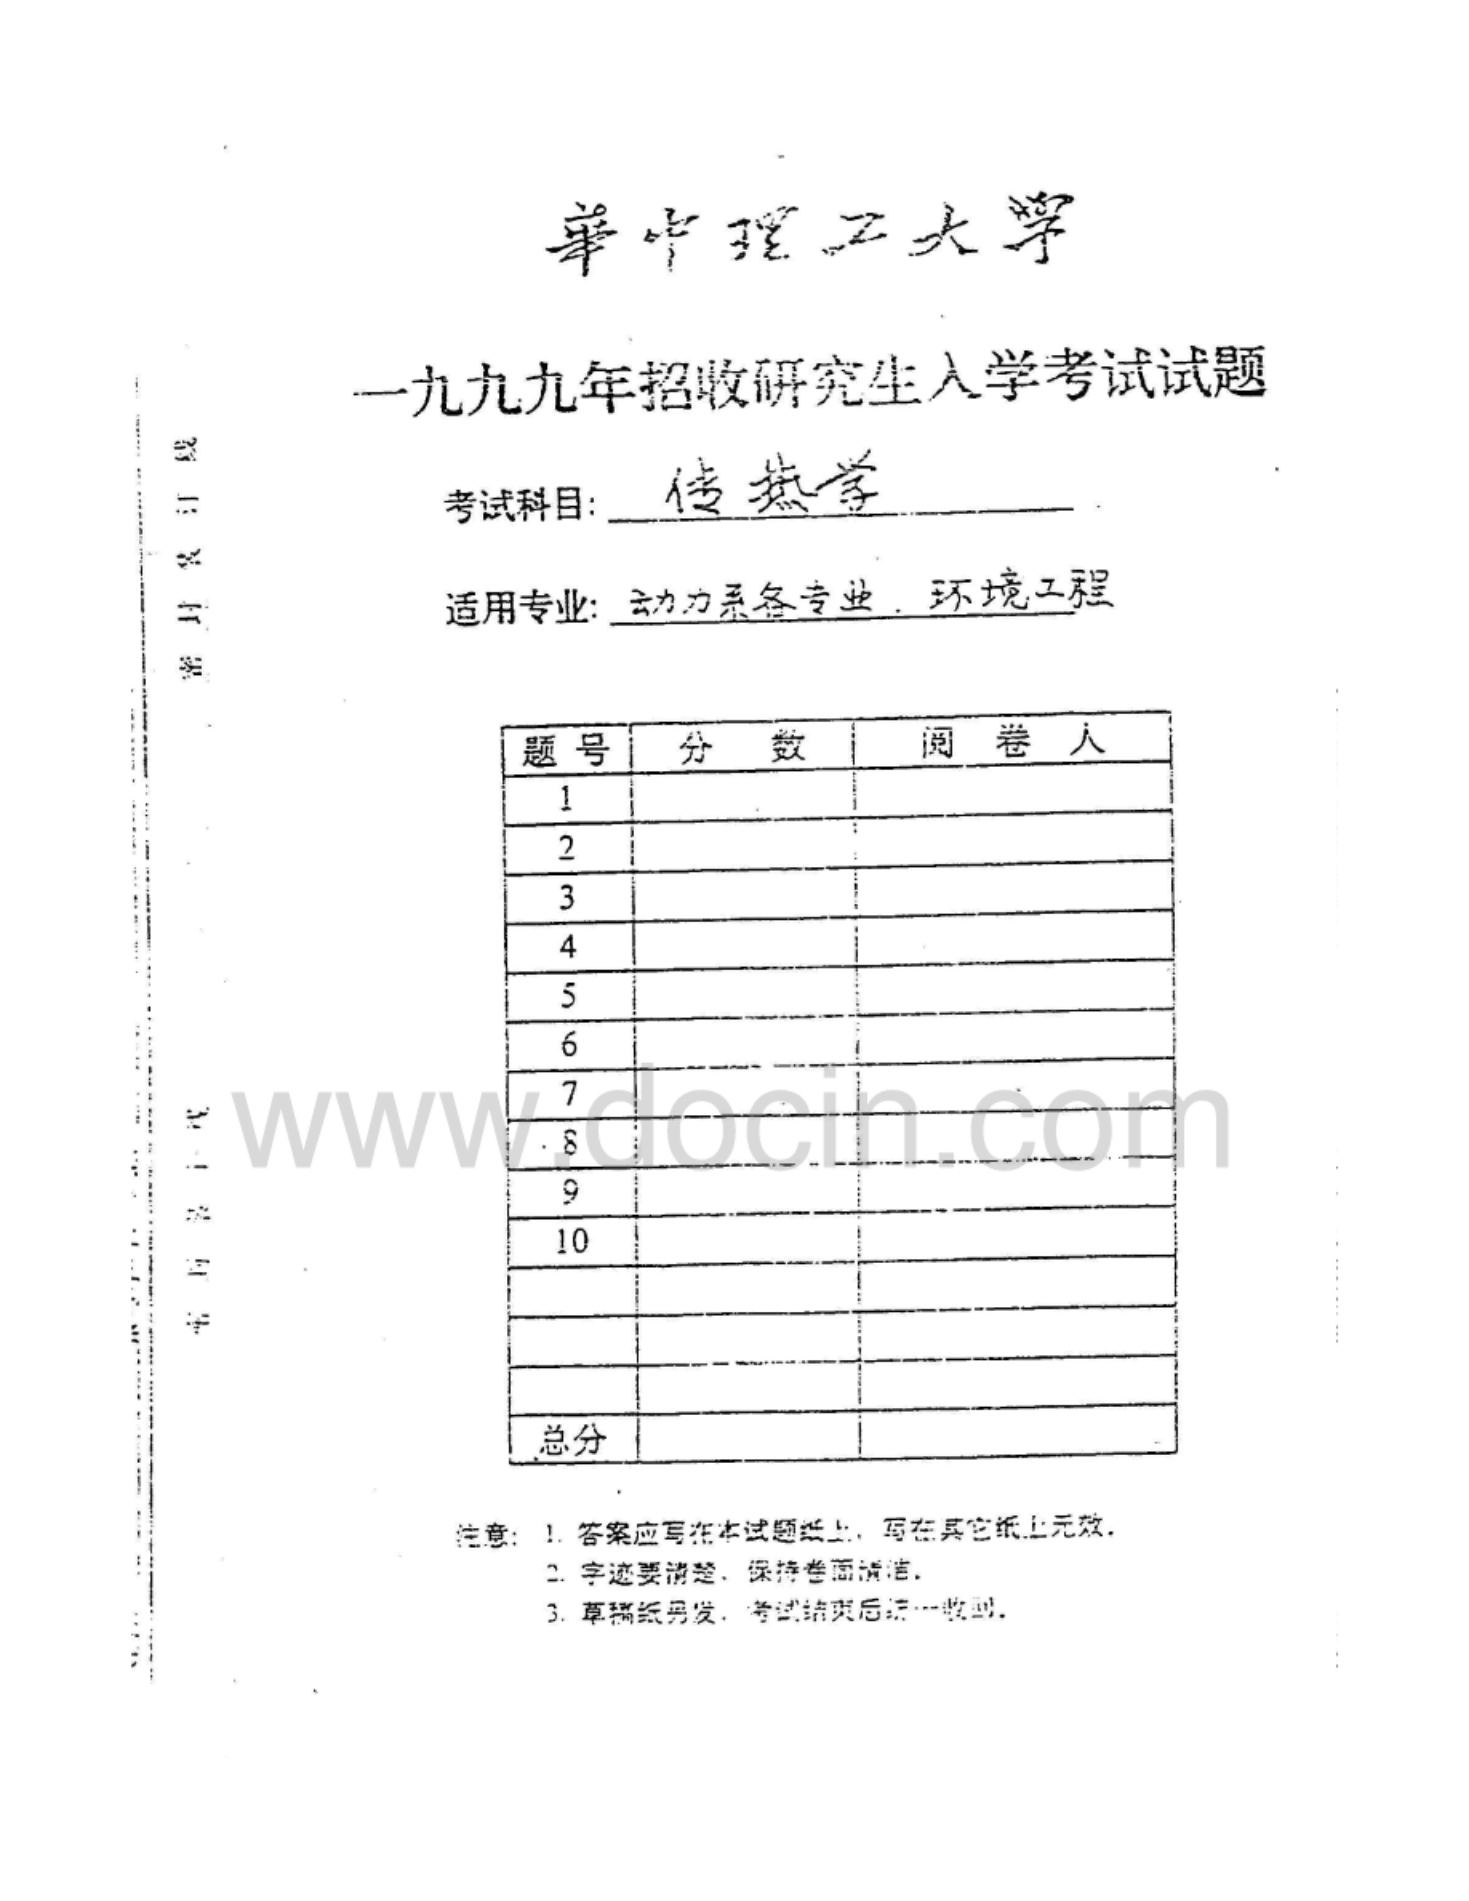 華中理工大學
一九九九年招收研究生入学考试试题
考试科目: 传热学
适用专业: 动力系各专业. 环境工程
题号 分数 阅卷人
1
2
3
4
5
6
7
8
9
10
总分
www.docin.com
注意: 1. 答案应写在本试题纸上, 写在其它纸上无效.
2. 字迹要清楚、保持卷面清洁.
3. 草稿纸另发, 考试结束后统一收回.
密封装订线